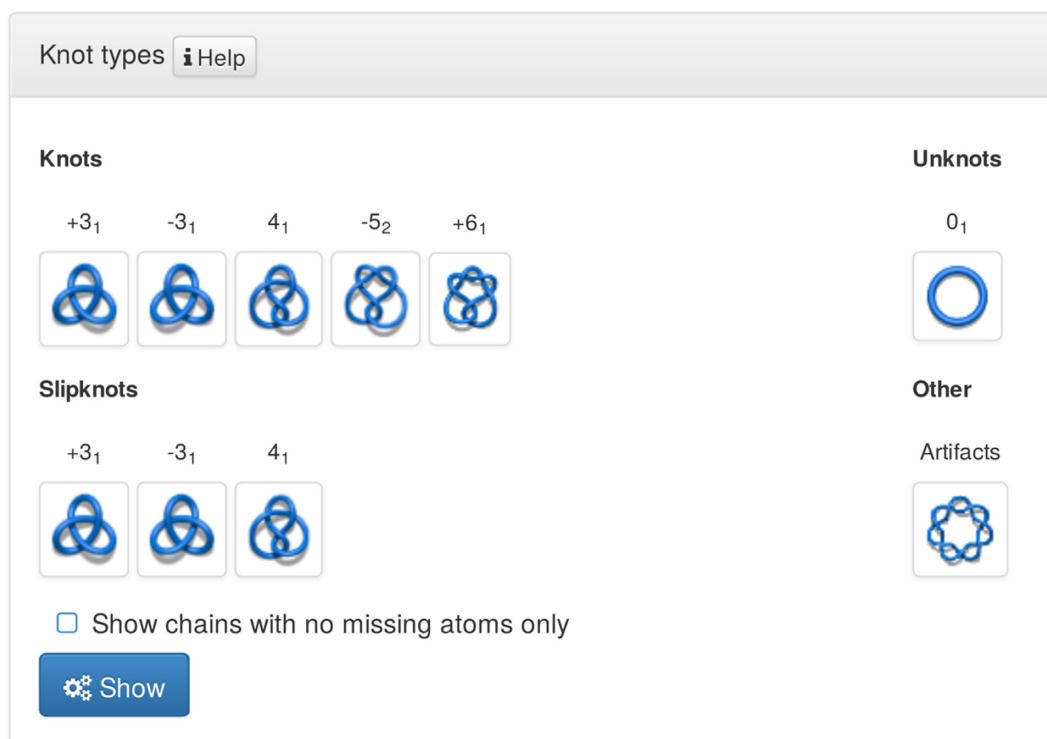 Knot types i Help
Knots
Unknots
+3₁ -3₁ 4₁ -5₂ +6₁
0₁
Slipknots
Other
+3₁ -3₁ 4₁
Artifacts
Show chains with no missing atoms only
Show